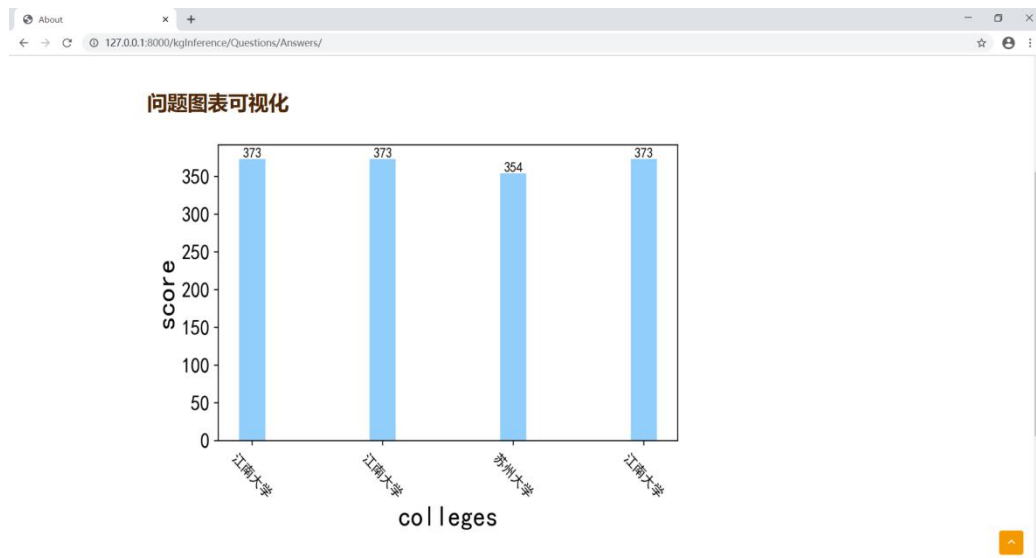 About
127.0.0.1:8000/kgInference/Questions/Answers/
问题图表可视化
373
373
354
373
350
300
250
200
150
100
50
0
score
江南大学
江南大学
苏州大学
江南大学
colleges